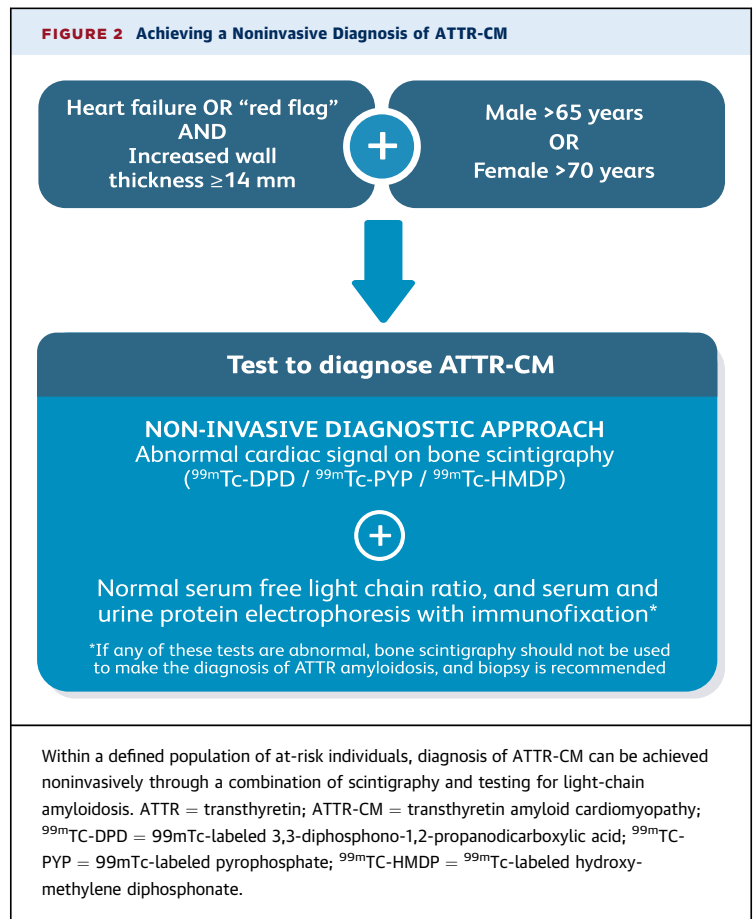 FIGURE 2 Achieving a Noninvasive Diagnosis of ATTR-CM
Heart failure OR “red flag”
AND
Increased wall
thickness ≥14 mm
+
Male >65 years
OR
Female >70 years
Test to diagnose ATTR-CM
NON-INVASIVE DIAGNOSTIC APPROACH
Abnormal cardiac signal on bone scintigraphy
(⁹⁹ᵐTc-DPD / ⁹⁹ᵐTc-PYP / ⁹⁹ᵐTc-HMDP)
+
Normal serum free light chain ratio, and serum and
urine protein electrophoresis with immunofixation*
*If any of these tests are abnormal, bone scintigraphy should not be used
to make the diagnosis of ATTR amyloidosis, and biopsy is recommended
Within a defined population of at-risk individuals, diagnosis of ATTR-CM can be achieved
noninvasively through a combination of scintigraphy and testing for light-chain
amyloidosis. ATTR = transthyretin; ATTR-CM = transthyretin amyloid cardiomyopathy;
⁹⁹ᵐTC-DPD = 99mTc-labeled 3,3-diphosphono-1,2-propanodicarboxylic acid; ⁹⁹ᵐTC-
PYP = 99mTc-labeled pyrophosphate; ⁹⁹ᵐTC-HMDP = ⁹⁹ᵐTc-labeled hydroxy-
methylene diphosphonate.